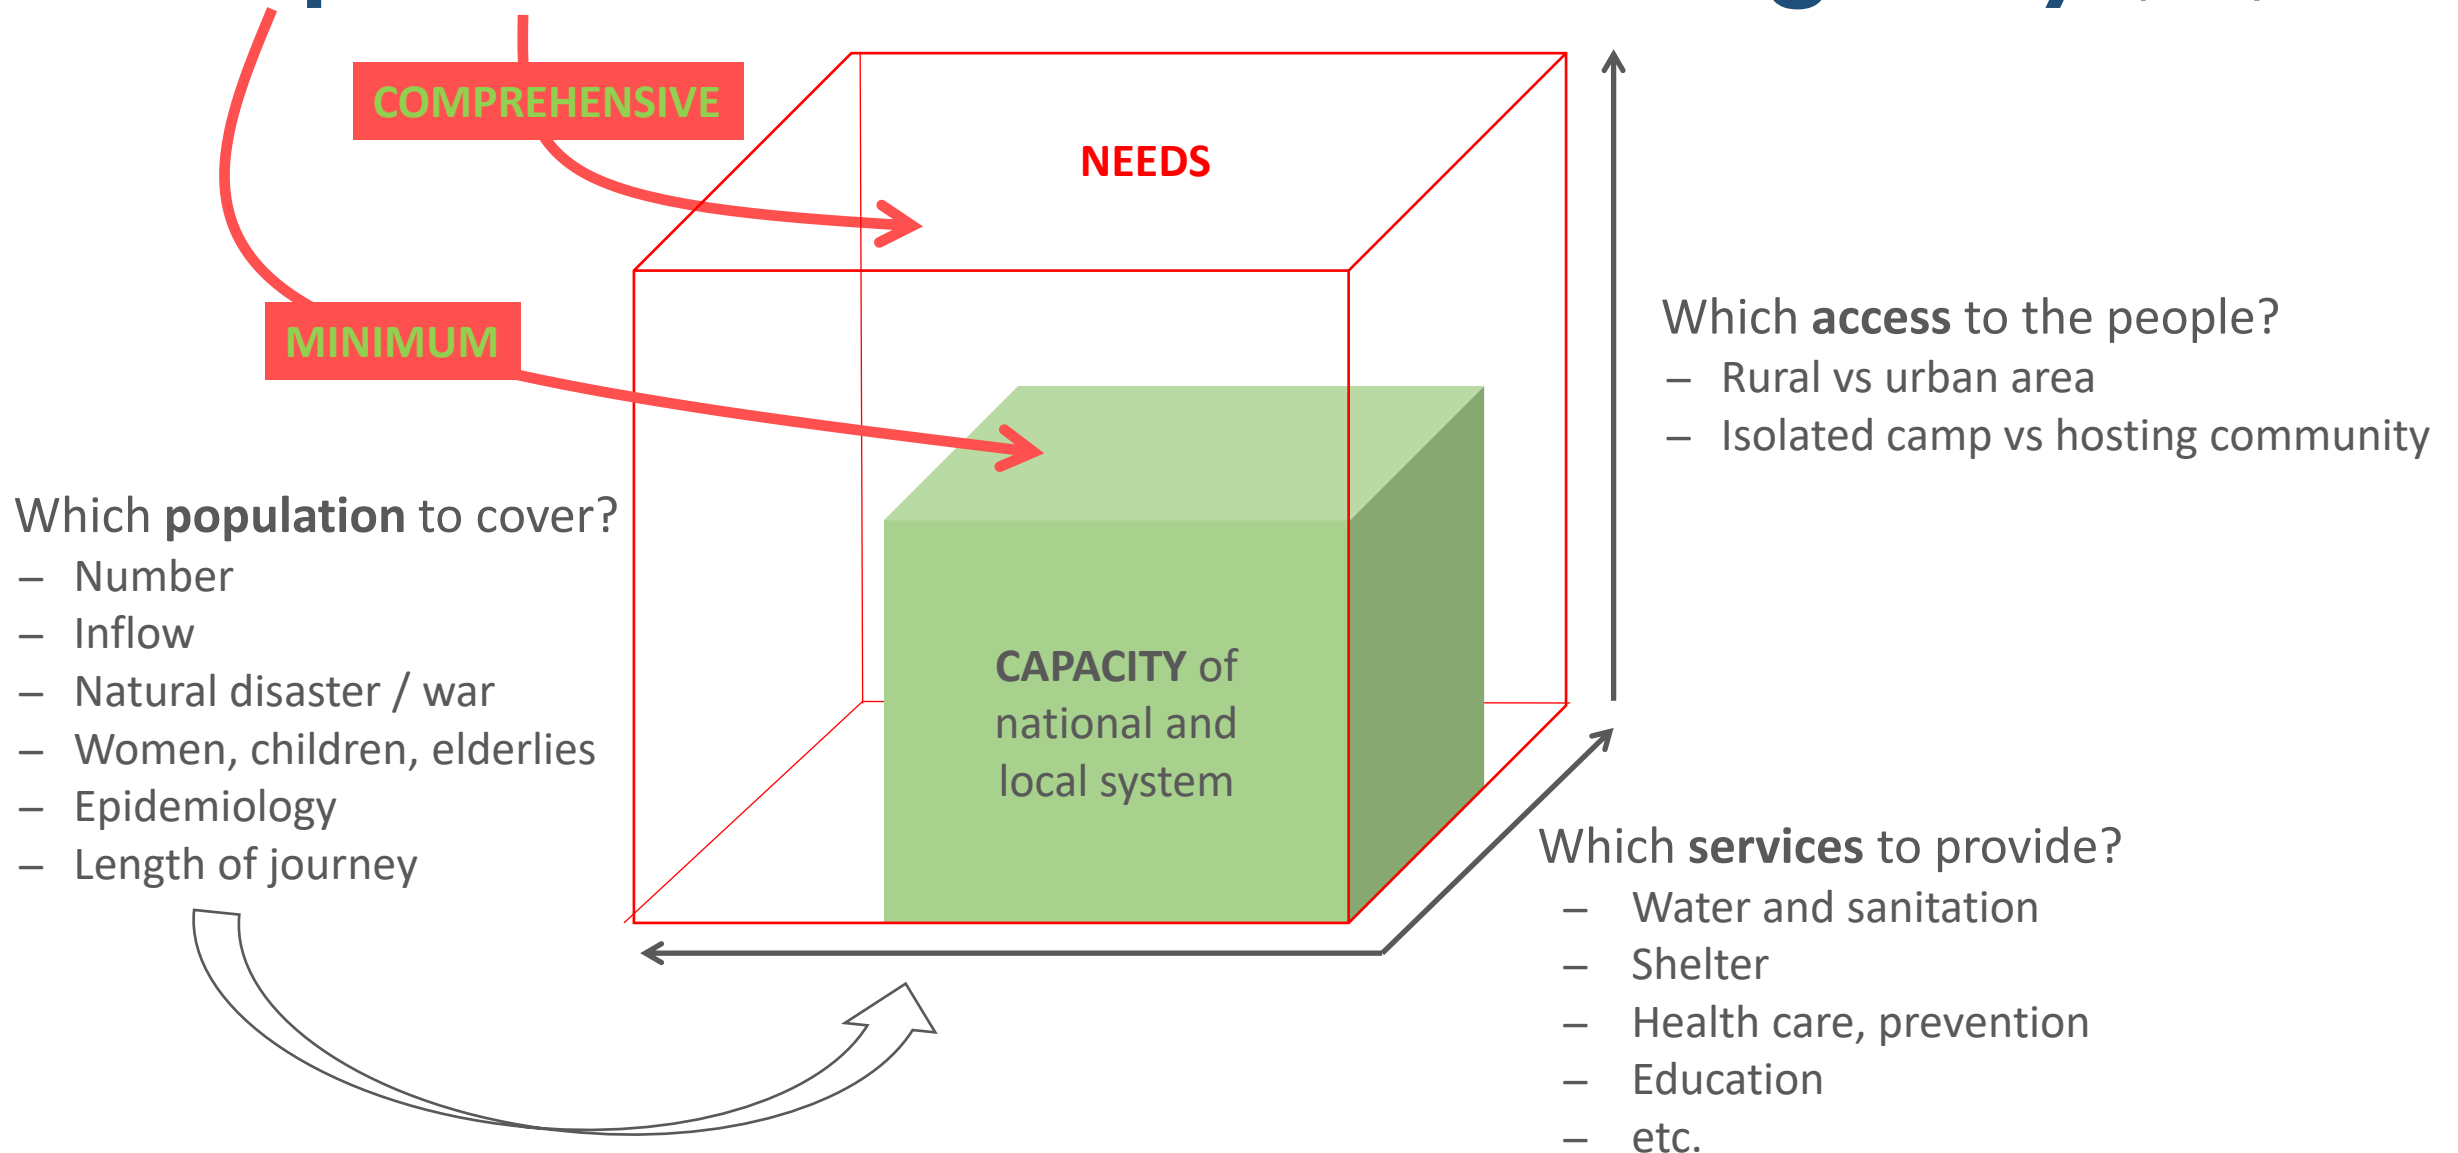 COMPREHENSIVE
NEEDS
MINIMUM
Which access to the people?
– Rural vs urban area
– Isolated camp vs hosting community
Which population to cover?
– Number
– Inflow
– Natural disaster / war
– Women, children, elderlies
– Epidemiology
– Length of journey
CAPACITY of
national and
local system
Which services to provide?
– Water and sanitation
– Shelter
– Health care, prevention
– Education
– etc.